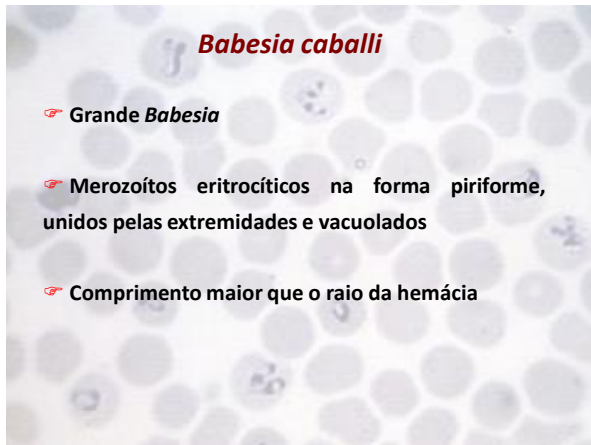 Babesia caballi
☞ Grande Babesia
☞ Merozoítos eritrocíticos na forma piriforme,
unidos pelas extremidades e vacuolados
☞ Comprimento maior que o raio da hemácia